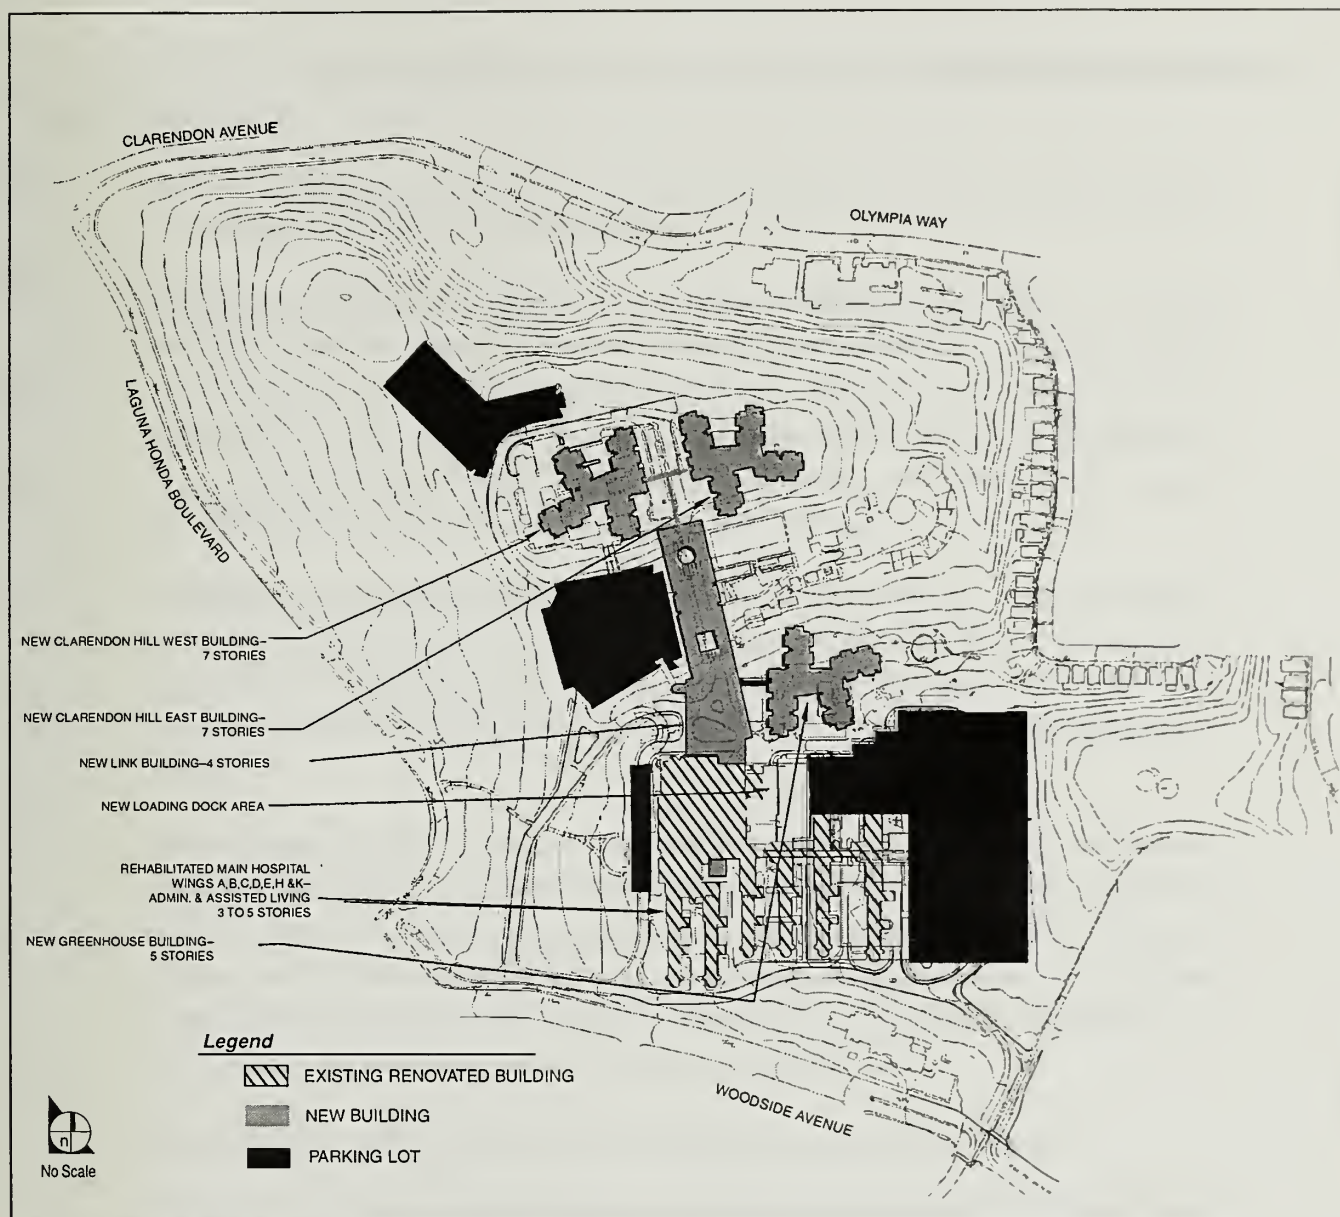 CLARENDON AVENUE
OLYMPIA WAY
LAGUNA HONDA BOULEVARD
NEW CLARENDON HILL WEST BUILDING–
7 STORIES
NEW CLARENDON HILL EAST BUILDING–
7 STORIES
NEW LINK BUILDING–4 STORIES
NEW LOADING DOCK AREA
REHABILITATED MAIN HOSPITAL
WINGS A,B,C,D,E,H &K–
ADMIN. & ASSISTED LIVING
3 TO 5 STORIES
NEW GREENHOUSE BUILDING–
5 STORIES
WOODSIDE AVENUE
Legend
EXISTING RENOVATED BUILDING
NEW BUILDING
PARKING LOT
n
No Scale